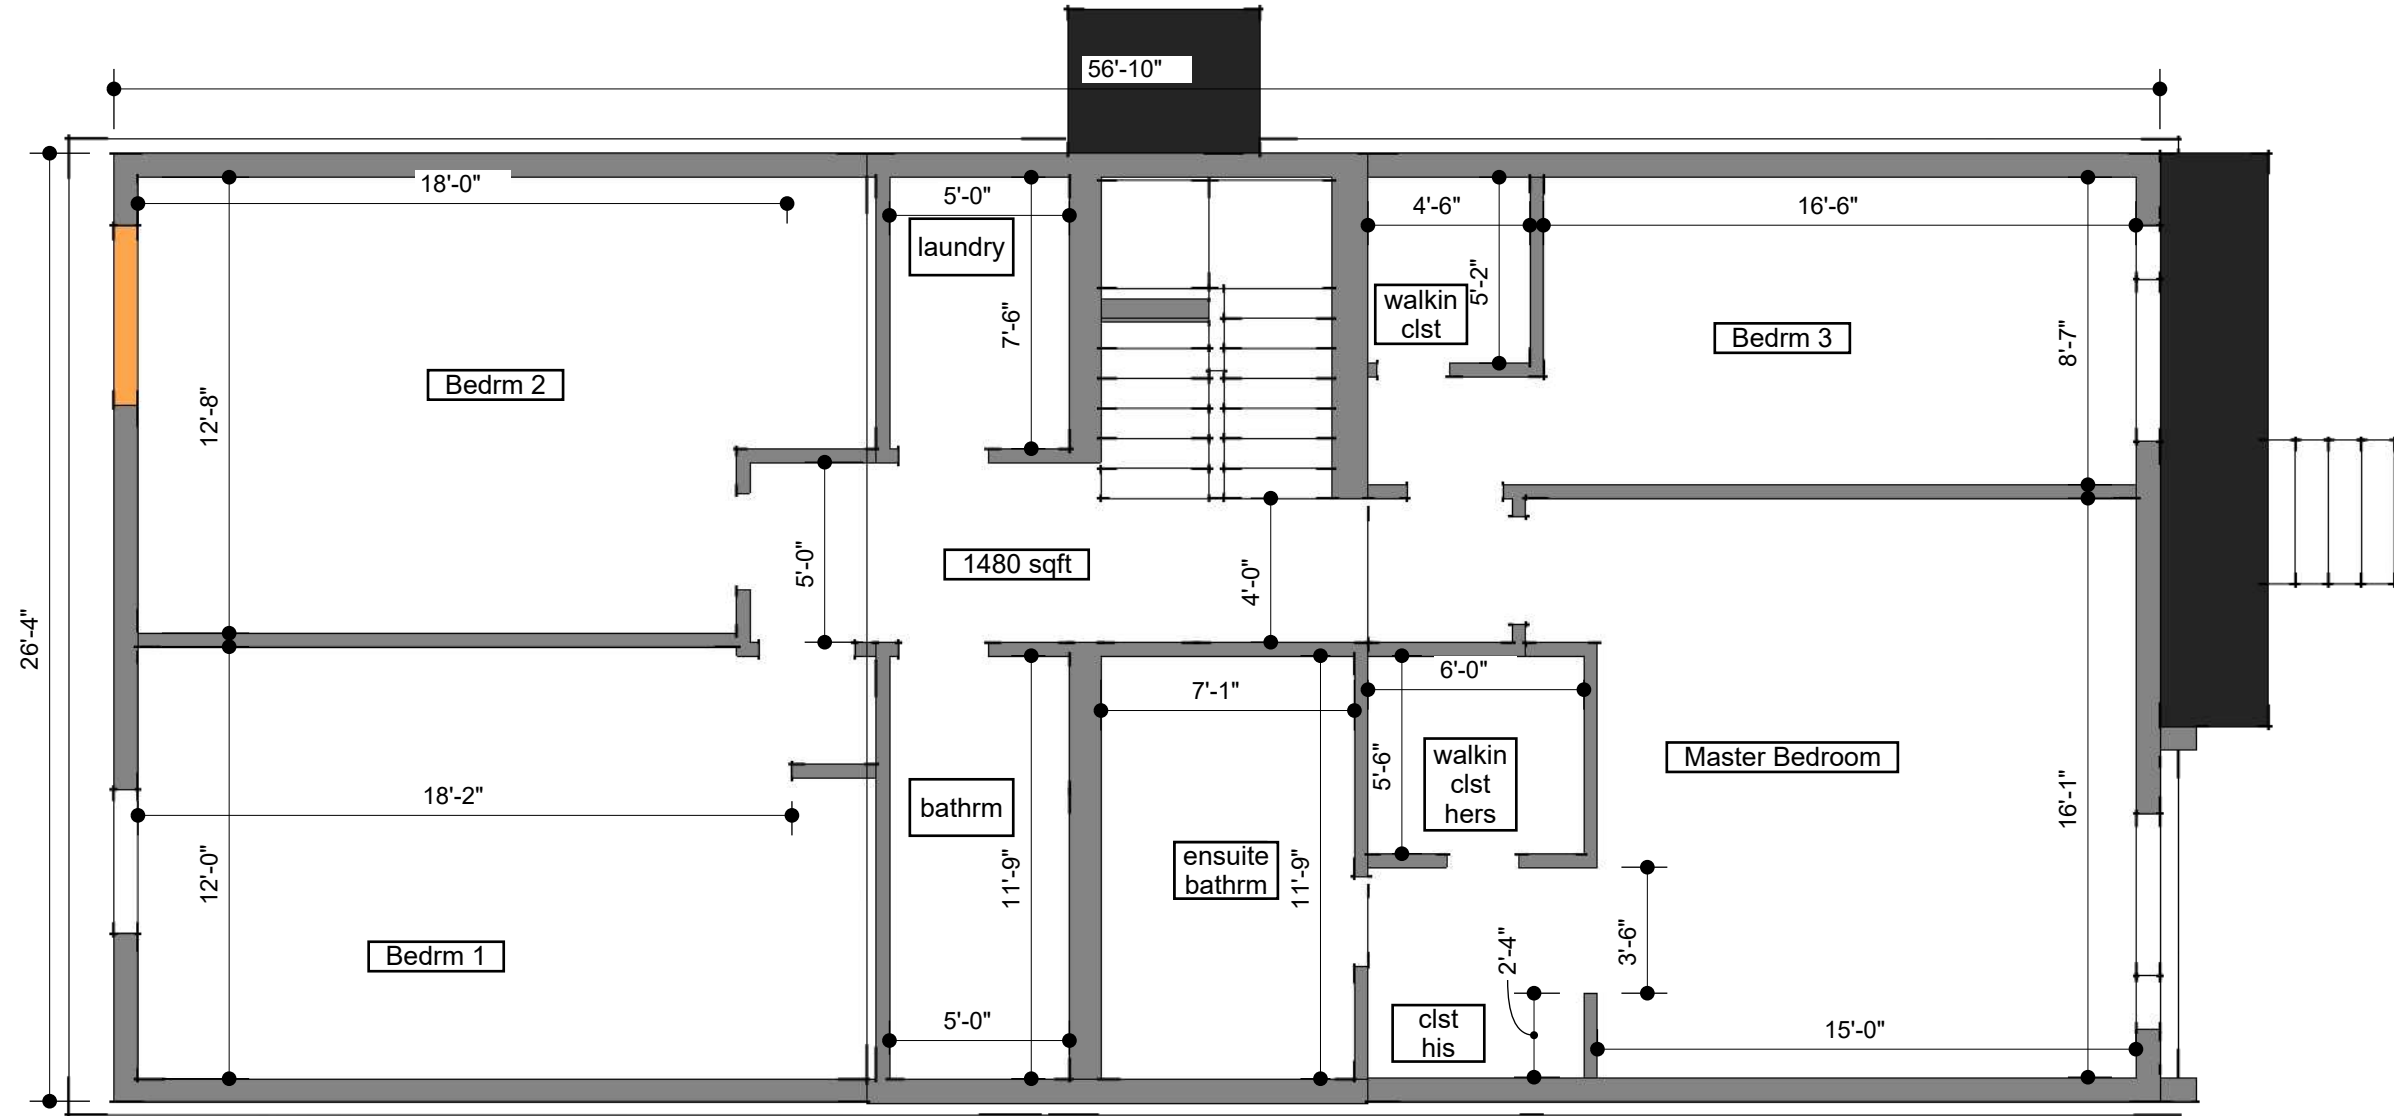 56'-10"
18'-0"
5'-0"
4'-6"
16'-6"
laundry
walkin
clst
5'-2"
7'-6"
Bedrm 3
8'-7"
Bedrm 2
12'-8"
5'-0"
1480 sqft
4'-0"
26'-4"
7'-1"
6'-0"
18'-2"
bathrm
5'-6"
walkin
clst
hers
Master Bedroom
16'-1"
12'-0"
11'-9"
ensuite
bathrm
11'-9"
Bedrm 1
2'-4"
3'-6"
5'-0"
clst
his
15'-0"